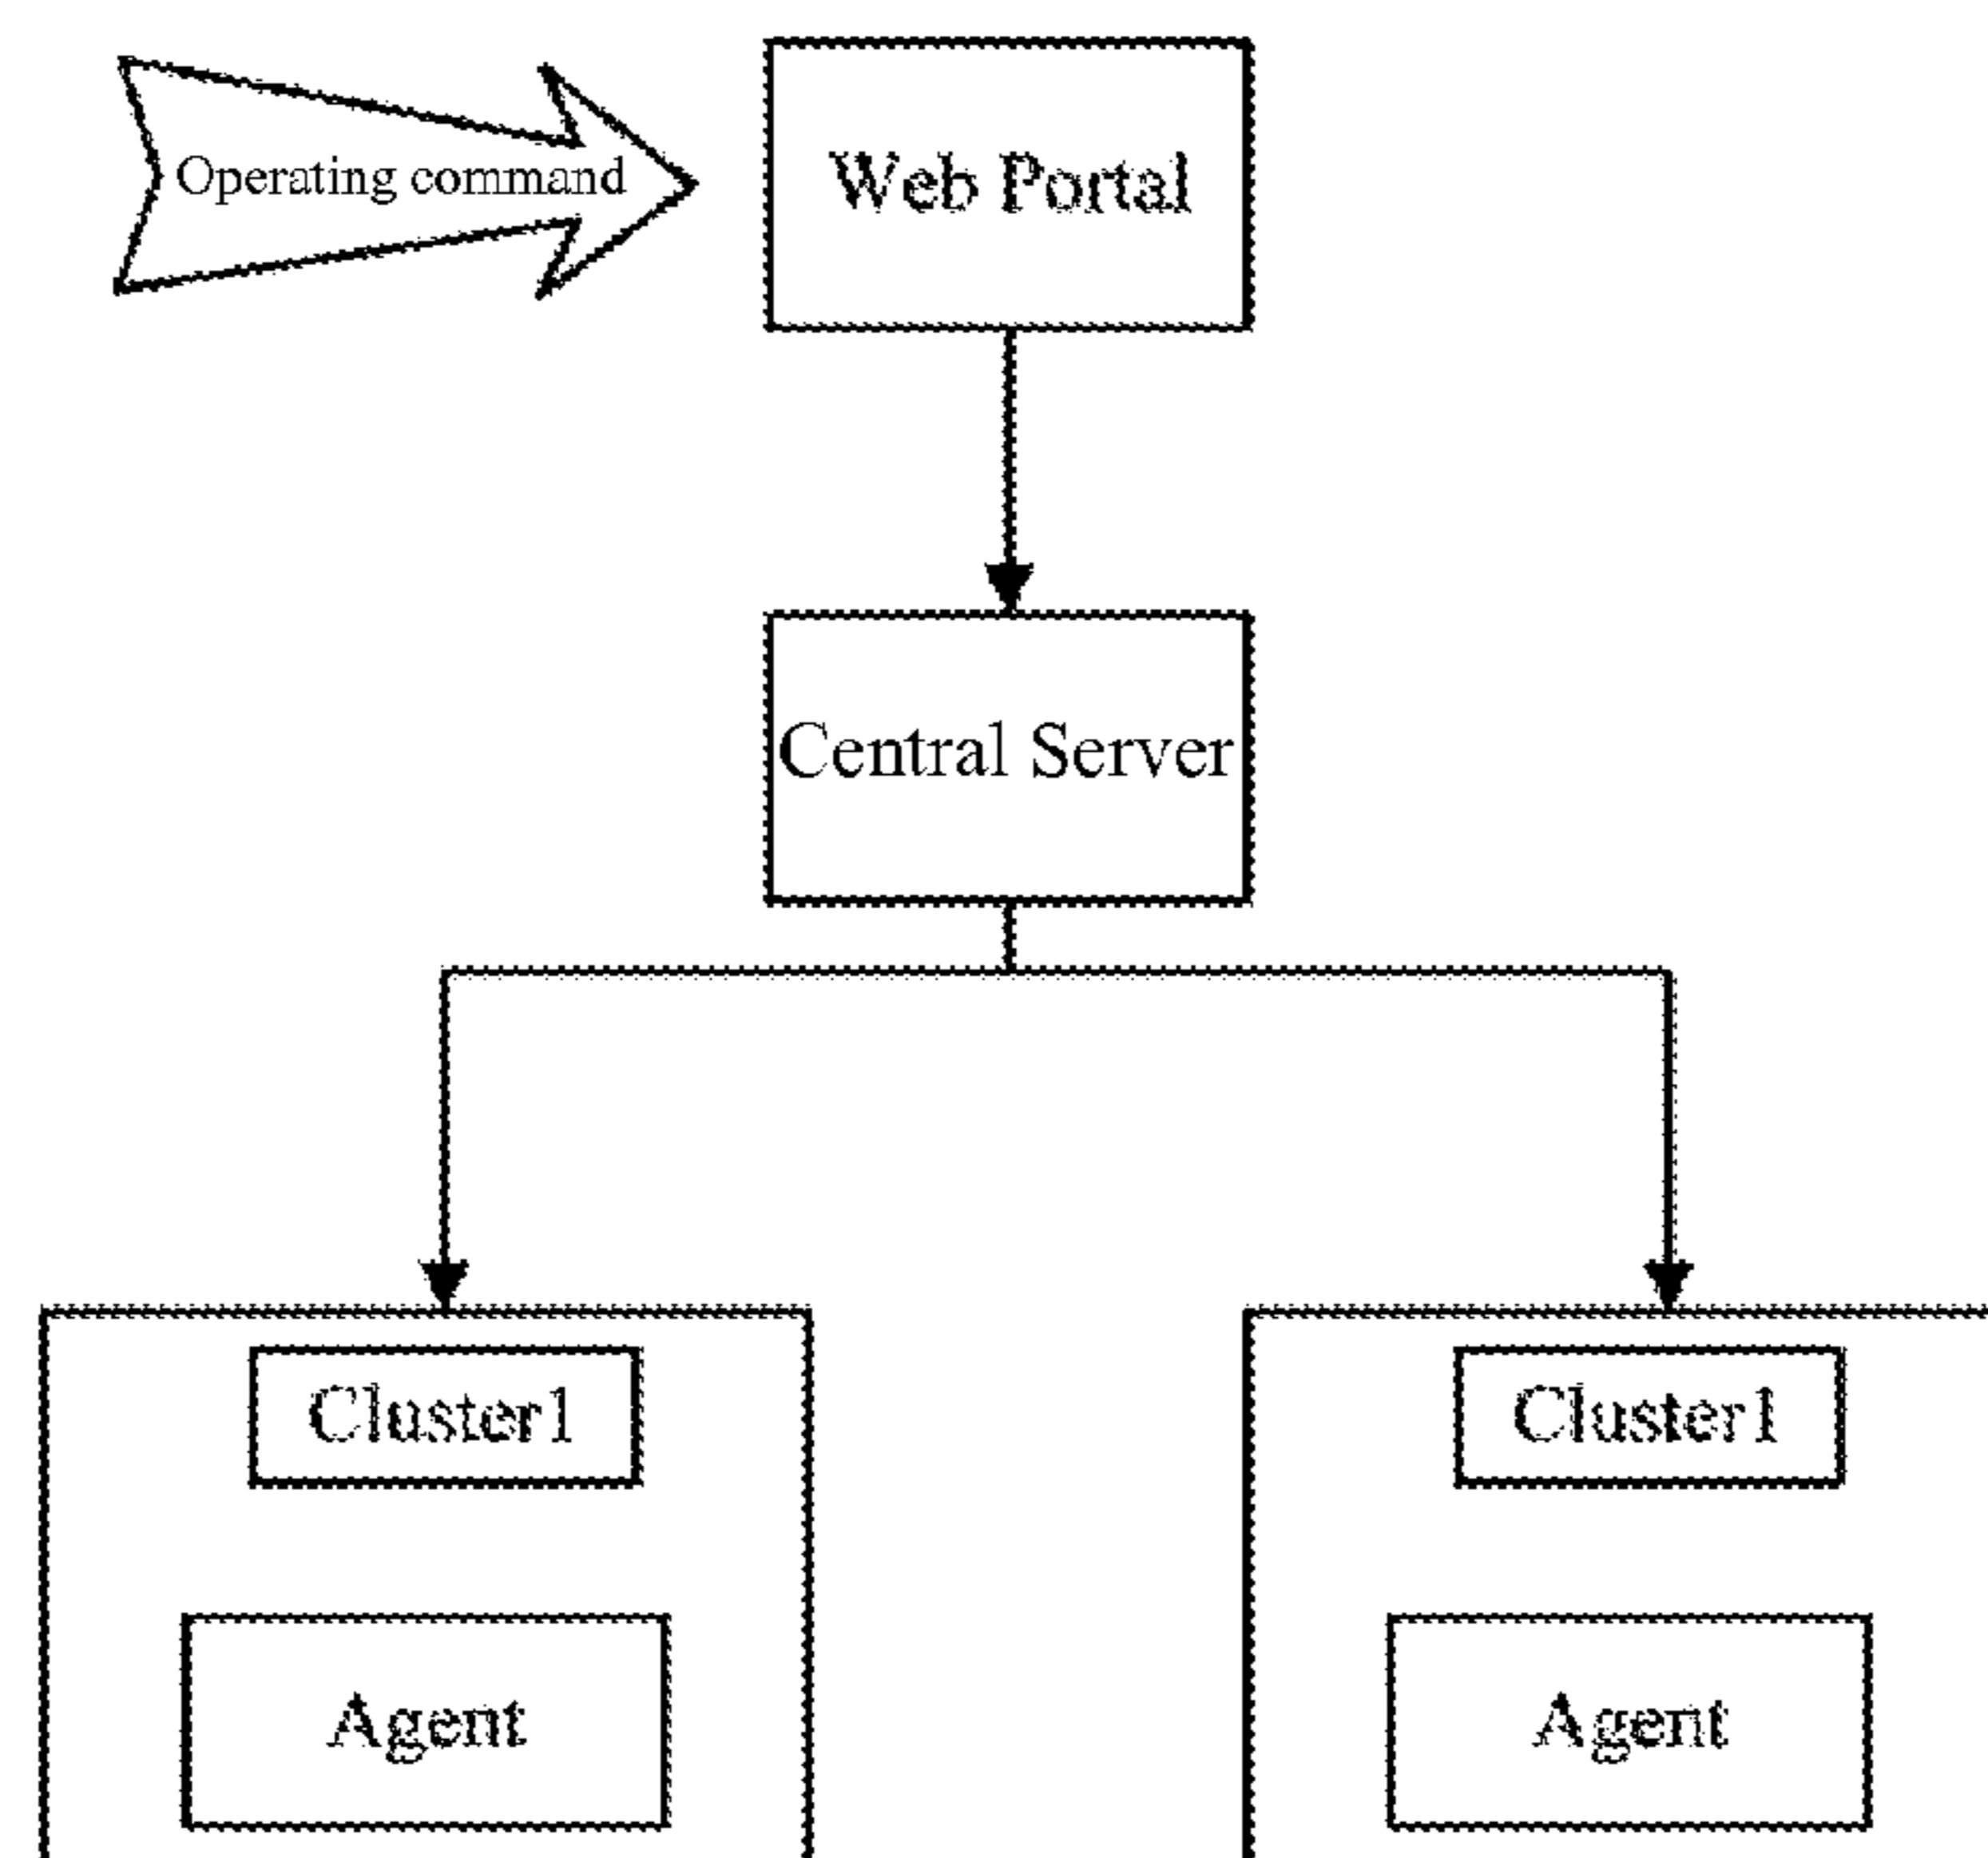 Operating command
Web Portal
Central Server
Cluster1
Cluster1
Agent
Agent